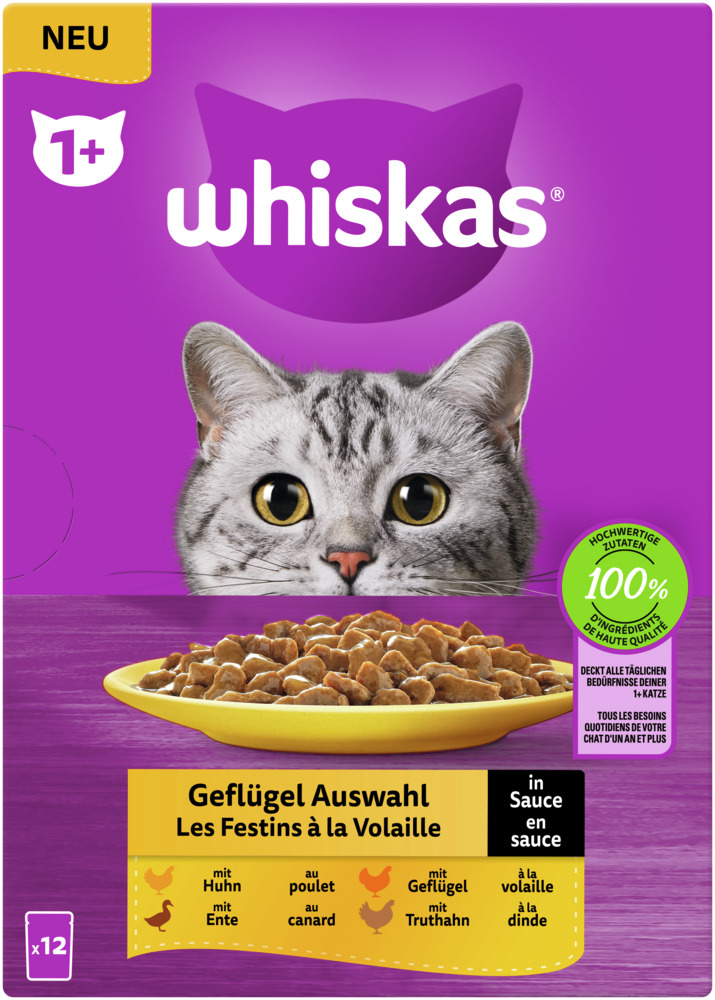 NEU
1+
whiskas®
HOCHWERTIGE
ZUTATEN
100%
D'INGRÉDIENTS
DE HAUTE QUALITÉ
DECKT ALLE TÄGLICHEN
BEDÜRFNISSE DEINER
1+ KATZE
TOUS LES BESOINS
QUOTIDIENS DE VOTRE
CHAT D'UN AN ET PLUS
Geflügel Auswahl
Les Festins à la Volaille
in
Sauce
en
sauce
mit
Huhn
au
poulet
mit
Geflügel
à la
volaille
mit
Ente
au
canard
mit
Truthahn
à la
dinde
x12